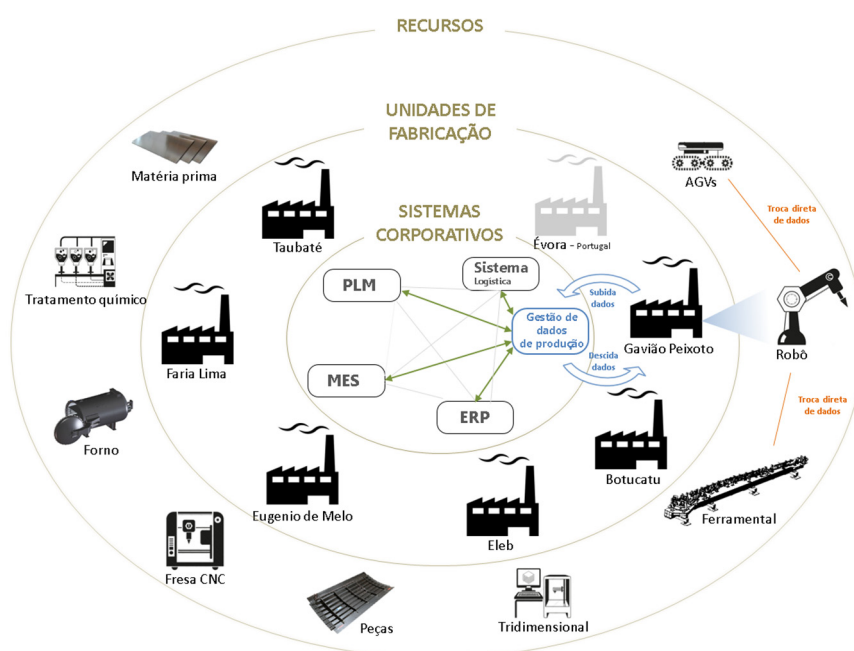 RECURSOS
UNIDADES DE
FABRICAÇÃO
SISTEMAS
CORPORATIVOS
Matéria prima
AGVs
Troca direta
de dados
Taubaté
Évora – Portugal
Tratamento químico
PLM
Sistema
Logística
Subida
dados
Gestão de
dados
de produção
Faria Lima
Gavião Peixoto
Robô
Descida
dados
MES
ERP
Troca direta
de dados
Forno
Botucatu
Eugenio de Melo
Eleb
Ferramental
Fresa CNC
Peças
Tridimensional